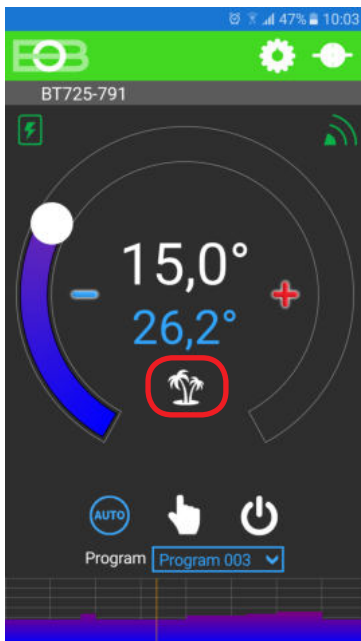 47% 10:03
EOB
BT725-791
15,0°
26,2°
AUTO
Program Program 003